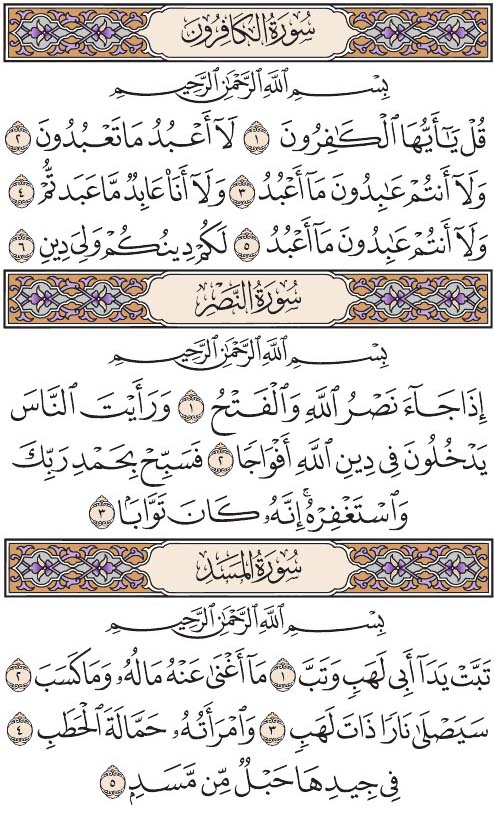 سُورَةُ الكَافِرُونَ
بِسْمِ ٱللَّهِ ٱلرَّحْمَٰنِ ٱلرَّحِيمِ
قُلْ يَٰٓأَيُّهَا ٱلْكَٰفِرُونَ ١ لَآ أَعْبُدُ مَا تَعْبُدُونَ ٢
وَلَآ أَنتُمْ عَٰبِدُونَ مَآ أَعْبُدُ ٣ وَلَآ أَنَا۠ عَابِدٌ مَّا عَبَدتُّمْ ٤
وَلَآ أَنتُمْ عَٰبِدُونَ مَآ أَعْبُدُ ٥ لَكُمْ دِينُكُمْ وَلِيَ دِينِ ٦
سُورَةُ النَّصْرِ
بِسْمِ ٱللَّهِ ٱلرَّحْمَٰنِ ٱلرَّحِيمِ
إِذَا جَآءَ نَصْرُ ٱللَّهِ وَٱلْفَتْحُ ١ وَرَأَيْتَ ٱلنَّاسَ
يَدْخُلُونَ فِي دِينِ ٱللَّهِ أَفْوَاجًا ٢ فَسَبِّحْ بِحَمْدِ رَبِّكَ
وَٱسْتَغْفِرْهُۚ إِنَّهُۥ كَانَ تَوَّابَۢا ٣
سُورَةُ المَسَدِ
بِسْمِ ٱللَّهِ ٱلرَّحْمَٰنِ ٱلرَّحِيمِ
تَبَّتْ يَدَآ أَبِي لَهَبٍ وَتَبَّ ١ مَآ أَغْنَىٰ عَنْهُ مَالُهُۥ وَمَا كَسَبَ ٢
سَيَصْلَىٰ نَارًا ذَاتَ لَهَبٍ ٣ وَٱمْرَأَتُهُۥ حَمَّالَةَ ٱلْحَطَبِ ٤
فِي جِيدِهَا حَبْلٌ مِّن مَّسَدٍۭ ٥